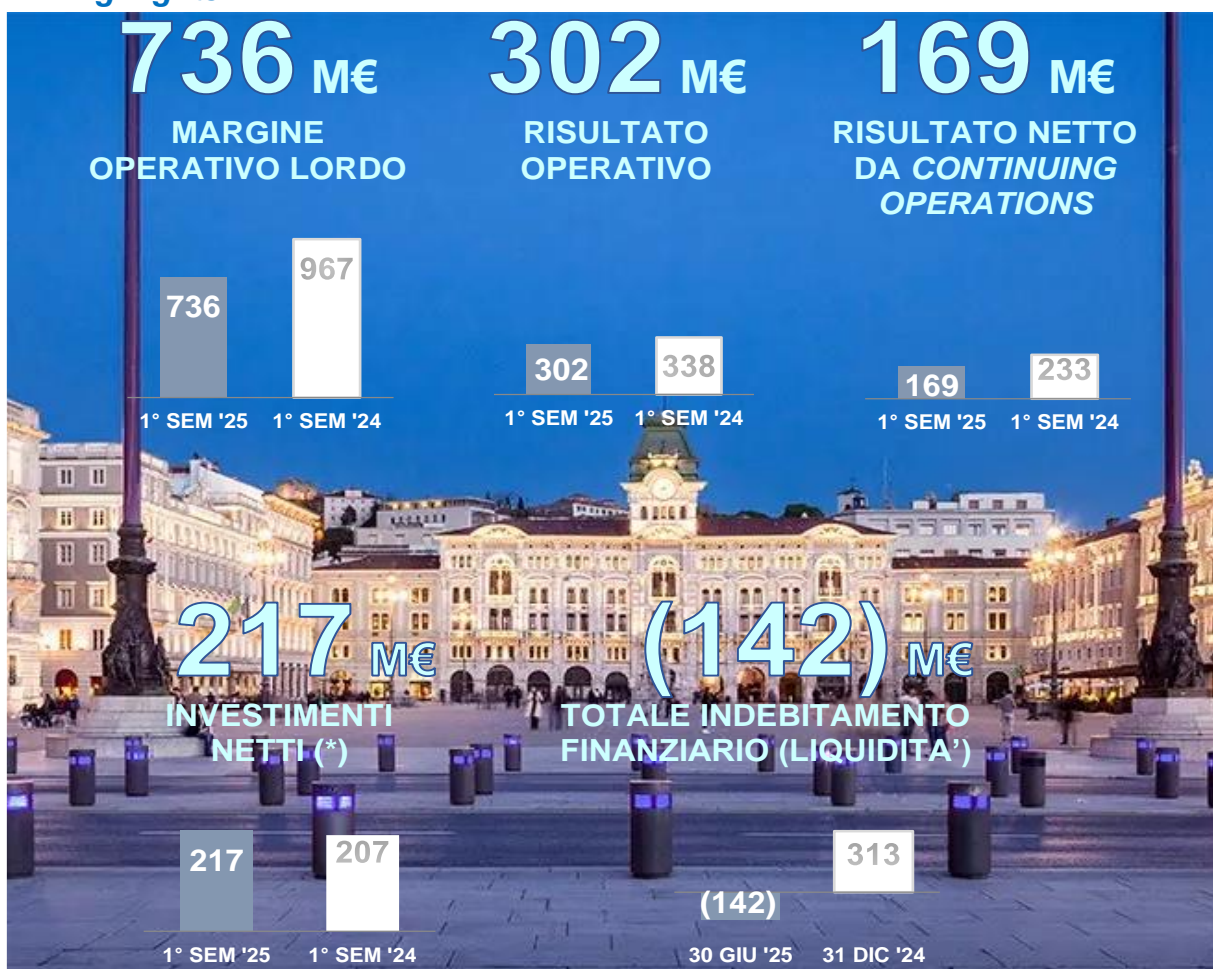 736 M€
MARGINE
OPERATIVO LORDO
302 M€
RISULTATO
OPERATIVO
169 M€
RISULTATO NETTO
DA CONTINUING
OPERATIONS
736
967
1° SEM '25 1° SEM '24
302
338
1° SEM '25 1° SEM '24
169
233
1° SEM '25 1° SEM '24
217 M€
INVESTIMENTI
NETTI (*)
(142) M€
TOTALE INDEBITAMENTO
FINANZIARIO (LIQUIDITA’)
217
207
1° SEM '25 1° SEM '24
(142)
313
30 GIU '25 31 DIC '24